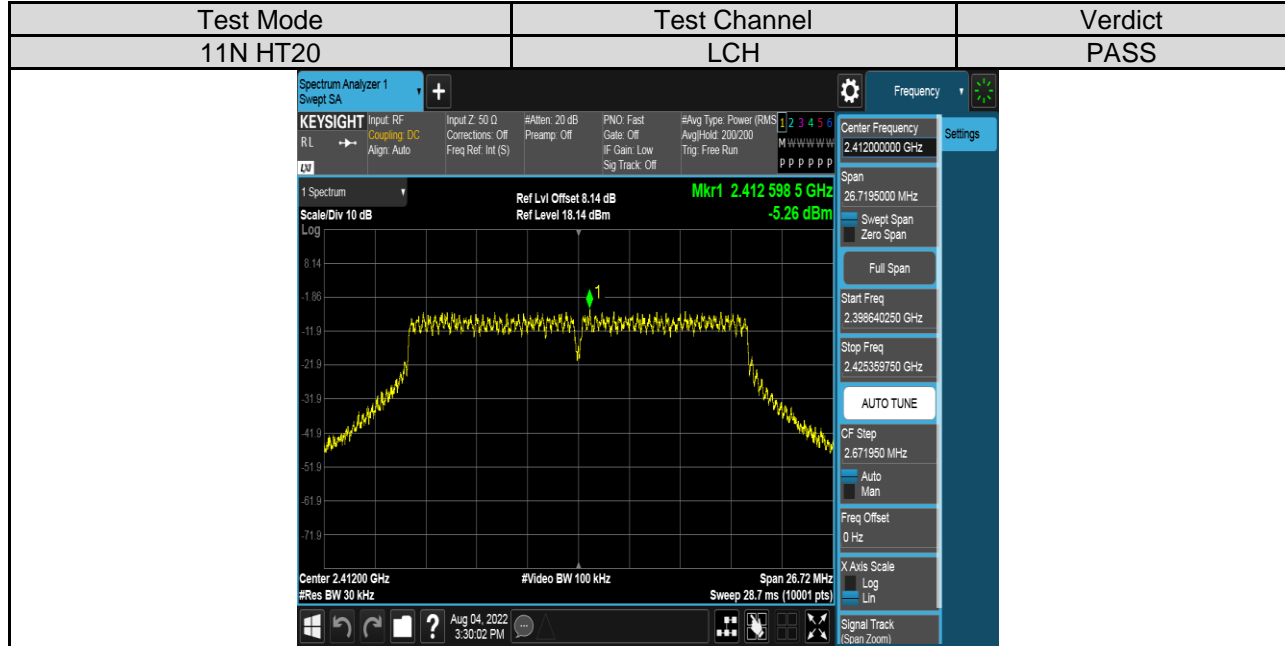 Test Mode Test Channel Verdict
11N HT20 LCH PASS
Spectrum Analyzer 1
Swept SA
+
Frequency
KEYSIGHT
RL
LXI
Input: RF
Coupling: DC
Align: Auto
Input Z: 50 Ω
Corrections: Off
Freq Ref: Int (S)
#Atten: 20 dB
Preamp: Off
PNO: Fast
Gate: Off
IF Gain: Low
Sig Track: Off
#Avg Type: Power (RMS
Avg|Hold: 200/200
Trig: Free Run
1 2 3 4 5 6
M W W W W W
P P P P P P
Center Frequency
2.412000000 GHz
Settings
1 Spectrum
Scale/Div 10 dB
Log
Ref Lvl Offset 8.14 dB
Ref Level 18.14 dBm
Mkr1 2.412 598 5 GHz
-5.26 dBm
Span
26.7195000 MHz
Swept Span
Zero Span
Full Span
Start Freq
2.398640250 GHz
Stop Freq
2.425359750 GHz
AUTO TUNE
CF Step
2.671950 MHz
Auto
Man
Freq Offset
0 Hz
X Axis Scale
Log
Lin
Signal Track
(Span Zoom)
8.14
-1.86
-11.9
-21.9
-31.9
-41.9
-51.9
-61.9
-71.9
1
Center 2.41200 GHz
#Res BW 30 kHz
#Video BW 100 kHz
Span 26.72 MHz
Sweep 28.7 ms (10001 pts)
?
Aug 04, 2022
3:30:02 PM